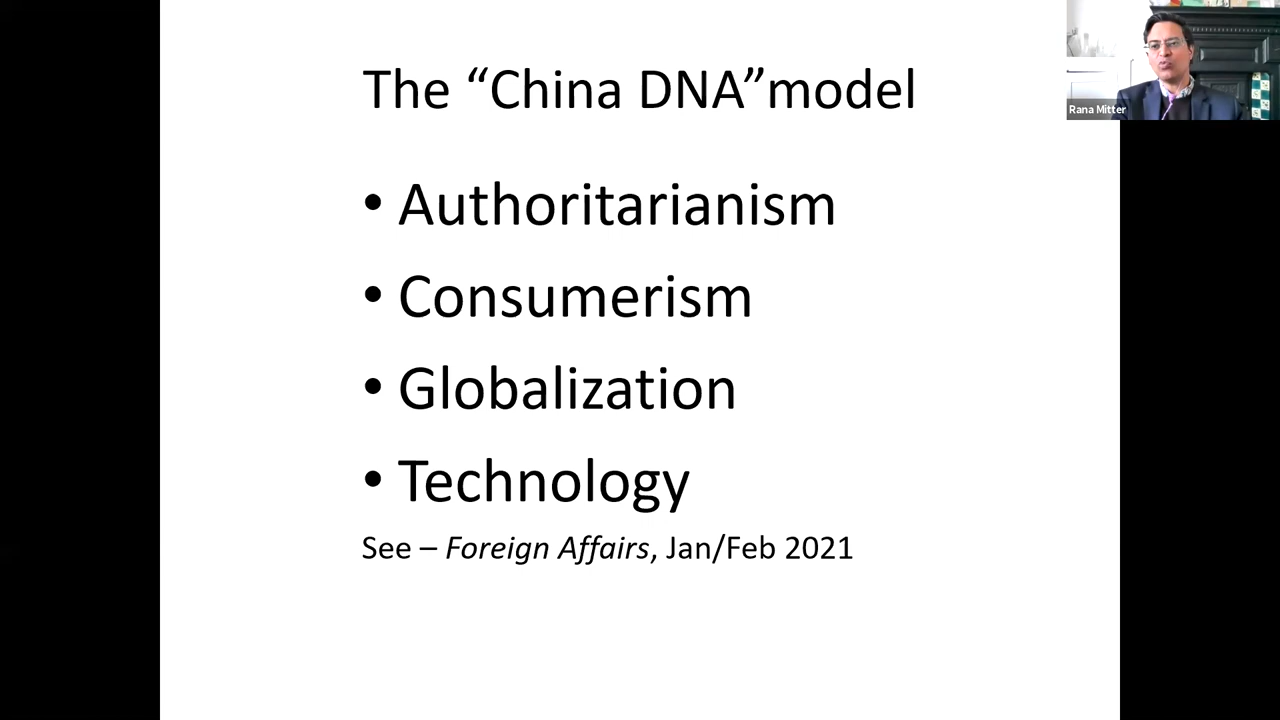 The “China DNA”model
• Authoritarianism
• Consumerism
• Globalization
• Technology
See – Foreign Affairs, Jan/Feb 2021
Rana Mitter